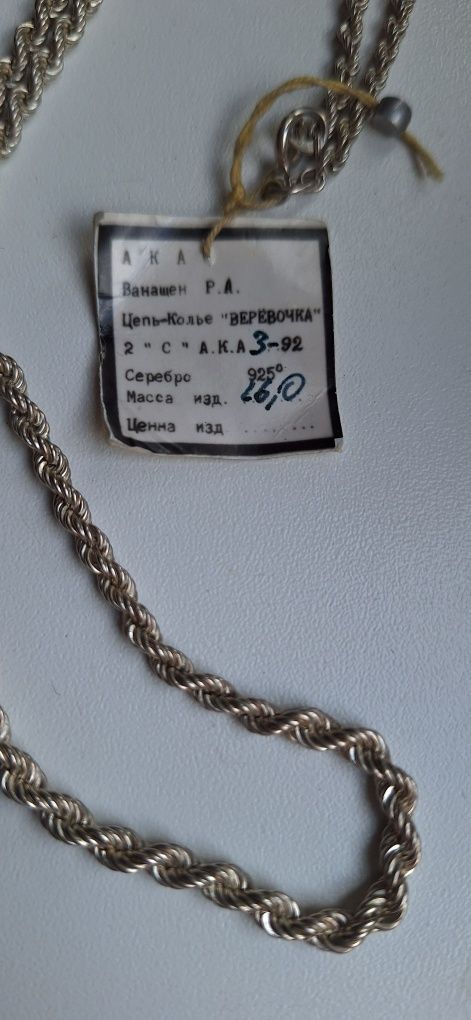 А К А
Ванашен Р.А.
Цепь-Колье "ВЕРЁВОЧКА"
2 " С " А.К.А 3-92
Серебро 925°
Масса изд. 26,0
Ценна изд ........